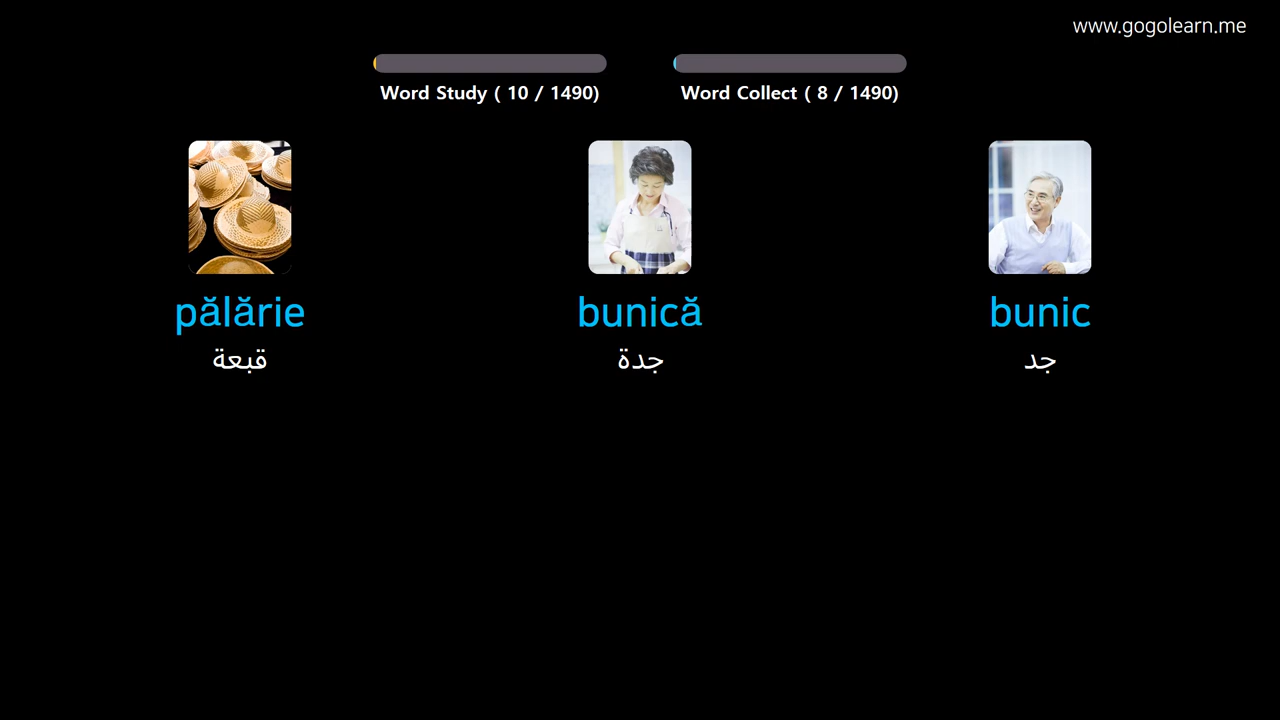 www.gogolearn.me
Word Study ( 10 / 1490)
Word Collect ( 8 / 1490)
pălărie
bunică
bunic
قبعة
جدة
جد